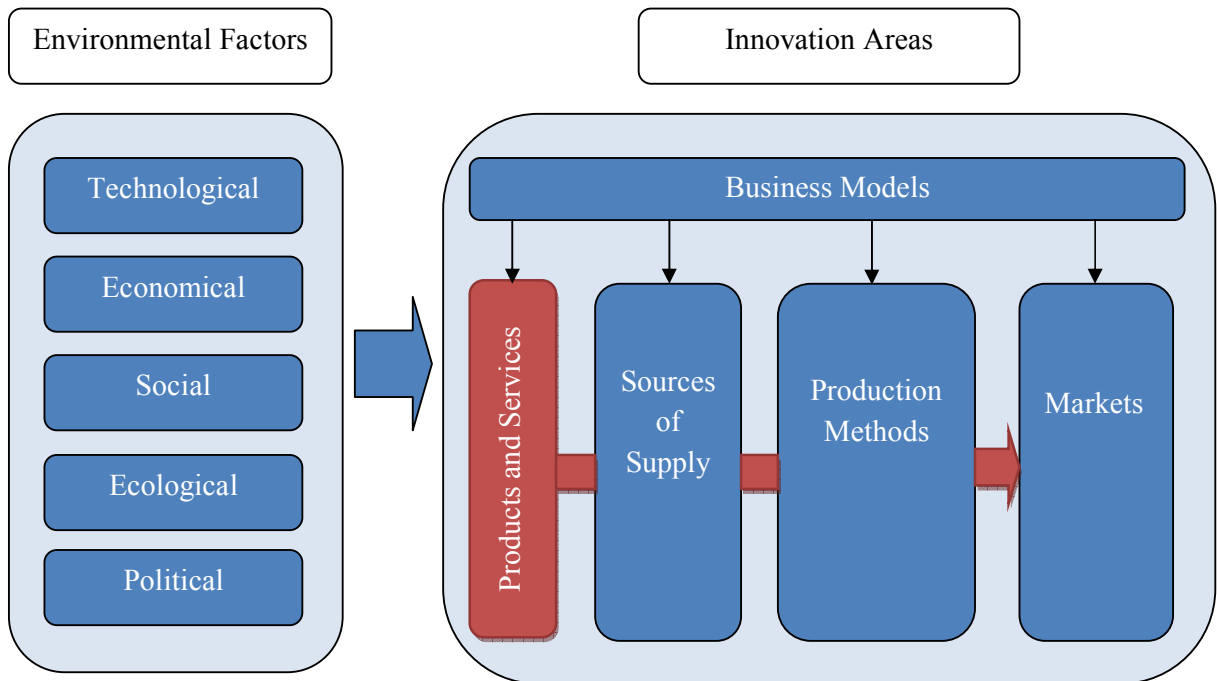 Environmental Factors
Innovation Areas
Technological
Economical
Social
Ecological
Political
Business Models
Products and Services
Sources
of
Supply
Production
Methods
Markets